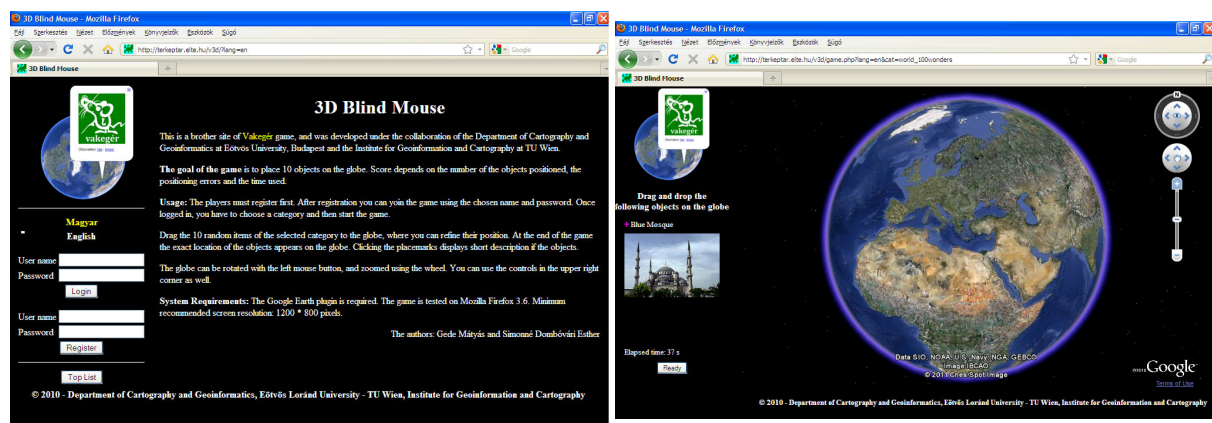 3D Blind Mouse - Mozilla Firefox
Fájl Szerkesztés Nézet Előzmények Könyvjelzők Eszközök Súgó
http://terkeptar.elte.hu/v3d/?lang=en
Google
3D Blind Mouse
vakegér
3D Blind Mouse
This is a brother site of Vakegér game, and was developed under the collaboration of the Department of Cartography and
Geoinformatics at Eötvös University, Budapest and the Institute for Geoinformation and Cartography at TU Wien.
The goal of the game is to place 10 objects on the globe. Score depends on the number of the objects positioned, the
positioning errors and the time used.
Usage: The players must register first. After registration you can yoin the game using the chosen name and password. Once
logged in, you have to choose a category and then start the game.
Drag the 10 random items of the selected category to the globe, where you can refine their position. At the end of the game
the exact location of the objects appears on the globe. Clicking the placemarks displays short description if the objects.
The globe can be rotated with the left mouse button, and zoomed using the wheel. You can use the controls in the upper right
corner as well.
System Requirements: The Google Earth plugin is required. The game is tested on Mozilla Firefox 3.6. Minimum
recommended screen resolution: 1200 * 800 pixels.
The authors: Gede Mátyás and Simonné Dombóvári Esther
Magyar
English
User name
Password
Login
User name
Password
Register
Top List
© 2010 - Department of Cartography and Geoinformatics, Eötvös Loránd University - TU Wien, Institute for Geoinformation and Cartography
3D Blind Mouse - Mozilla Firefox
Fájl Szerkesztés Nézet Előzmények Könyvjelzők Eszközök Súgó
http://terkeptar.elte.hu/v3d/game.php?lang=en&cat=world_100wonders
Google
3D Blind Mouse
vakegér
Drag and drop the
following objects on the globe
Blue Mosque
Elapsed time: 37 s
Ready
N
Data SIO, NOAA, U.S. Navy, NGA, GEBCO
Image IBCAO
© 2011 Cnes/Spot Image
Google
Terms of Use
© 2010 - Department of Cartography and Geoinformatics, Eötvös Loránd University - TU Wien, Institute for Geoinformation and Cartography